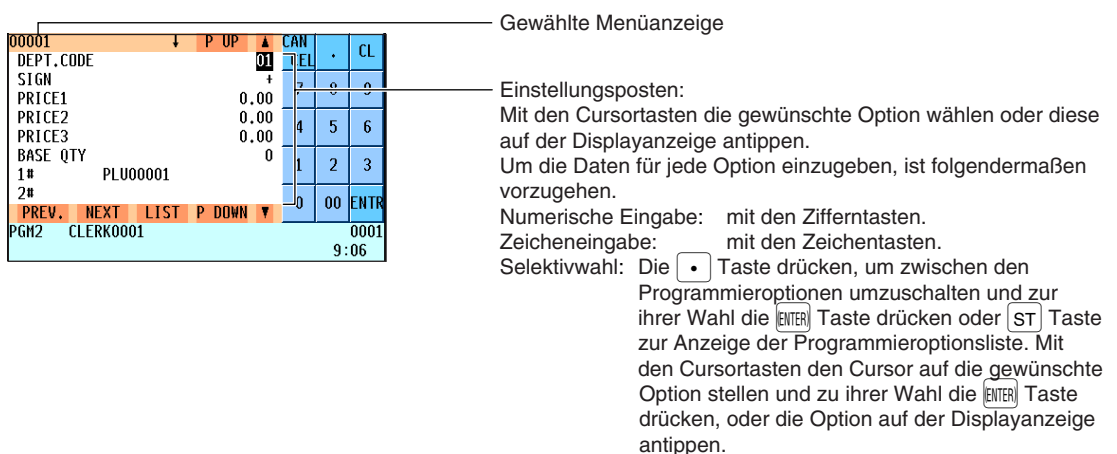 Gewählte Menüanzeige
00001 ↓ P UP ▲ CAN CEL . CL
DEPT.CODE 01
SIGN +
PRICE1 0.00 7 8 9
PRICE2 0.00
PRICE3 0.00 4 5 6
BASE QTY 0
1# PLU00001 1 2 3
2#
PREV. NEXT LIST P DOWN ▼ 0 00 ENTR
PGM2 CLERK0001 0001
9:06
Einstellungsposten:
Mit den Cursortasten die gewünschte Option wählen oder diese
auf der Displayanzeige antippen.
Um die Daten für jede Option einzugeben, ist folgendermaßen
vorzugehen.
Numerische Eingabe: mit den Zifferntasten.
Zeicheneingabe: mit den Zeichentasten.
Selektivwahl: Die • Taste drücken, um zwischen den
Programmieroptionen umzuschalten und zur
ihrer Wahl die ENTER Taste drücken oder ST Taste
zur Anzeige der Programmieroptionsliste. Mit
den Cursortasten den Cursor auf die gewünschte
Option stellen und zu ihrer Wahl die ENTER Taste
drücken, oder die Option auf der Displayanzeige
antippen.